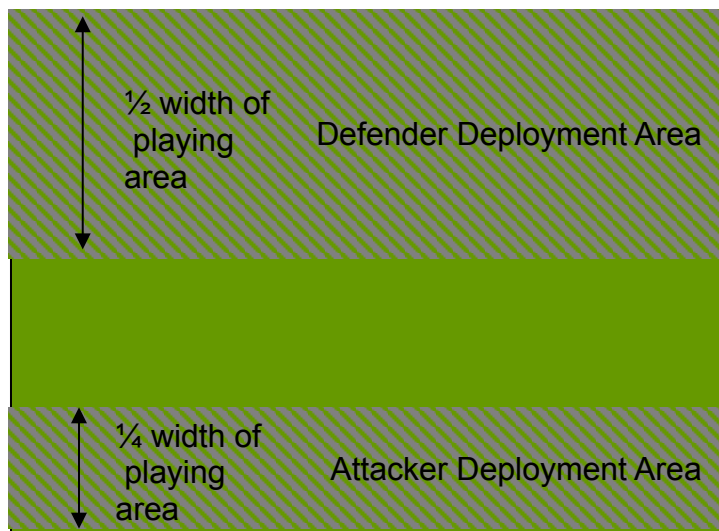 ½ width of
playing
area
Defender Deployment Area
¼ width of
playing
area
Attacker Deployment Area